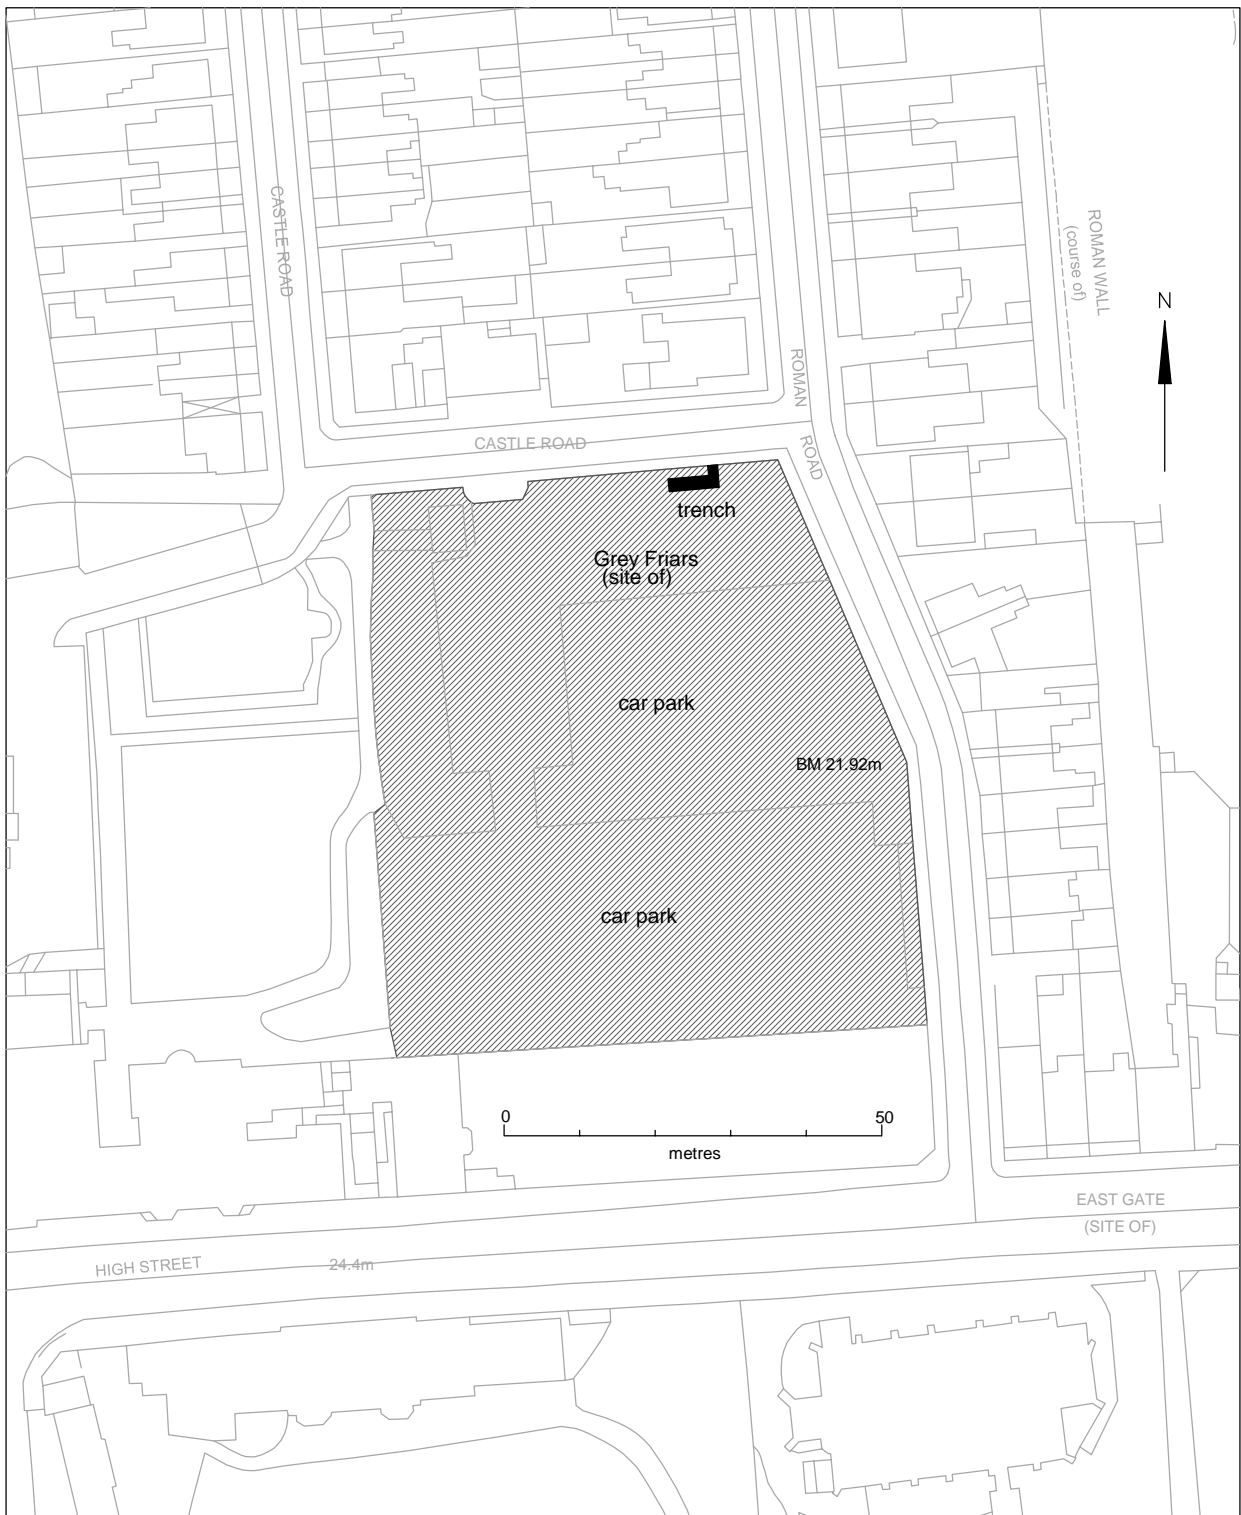 CASTLE ROAD
ROMAN WALL
(course of)
N
ROMAN
ROAD
CASTLE ROAD
trench
Grey Friars
(site of)
car park
BM 21.92m
car park
0
50
metres
EAST GATE
(SITE OF)
HIGH STREET
24.4m